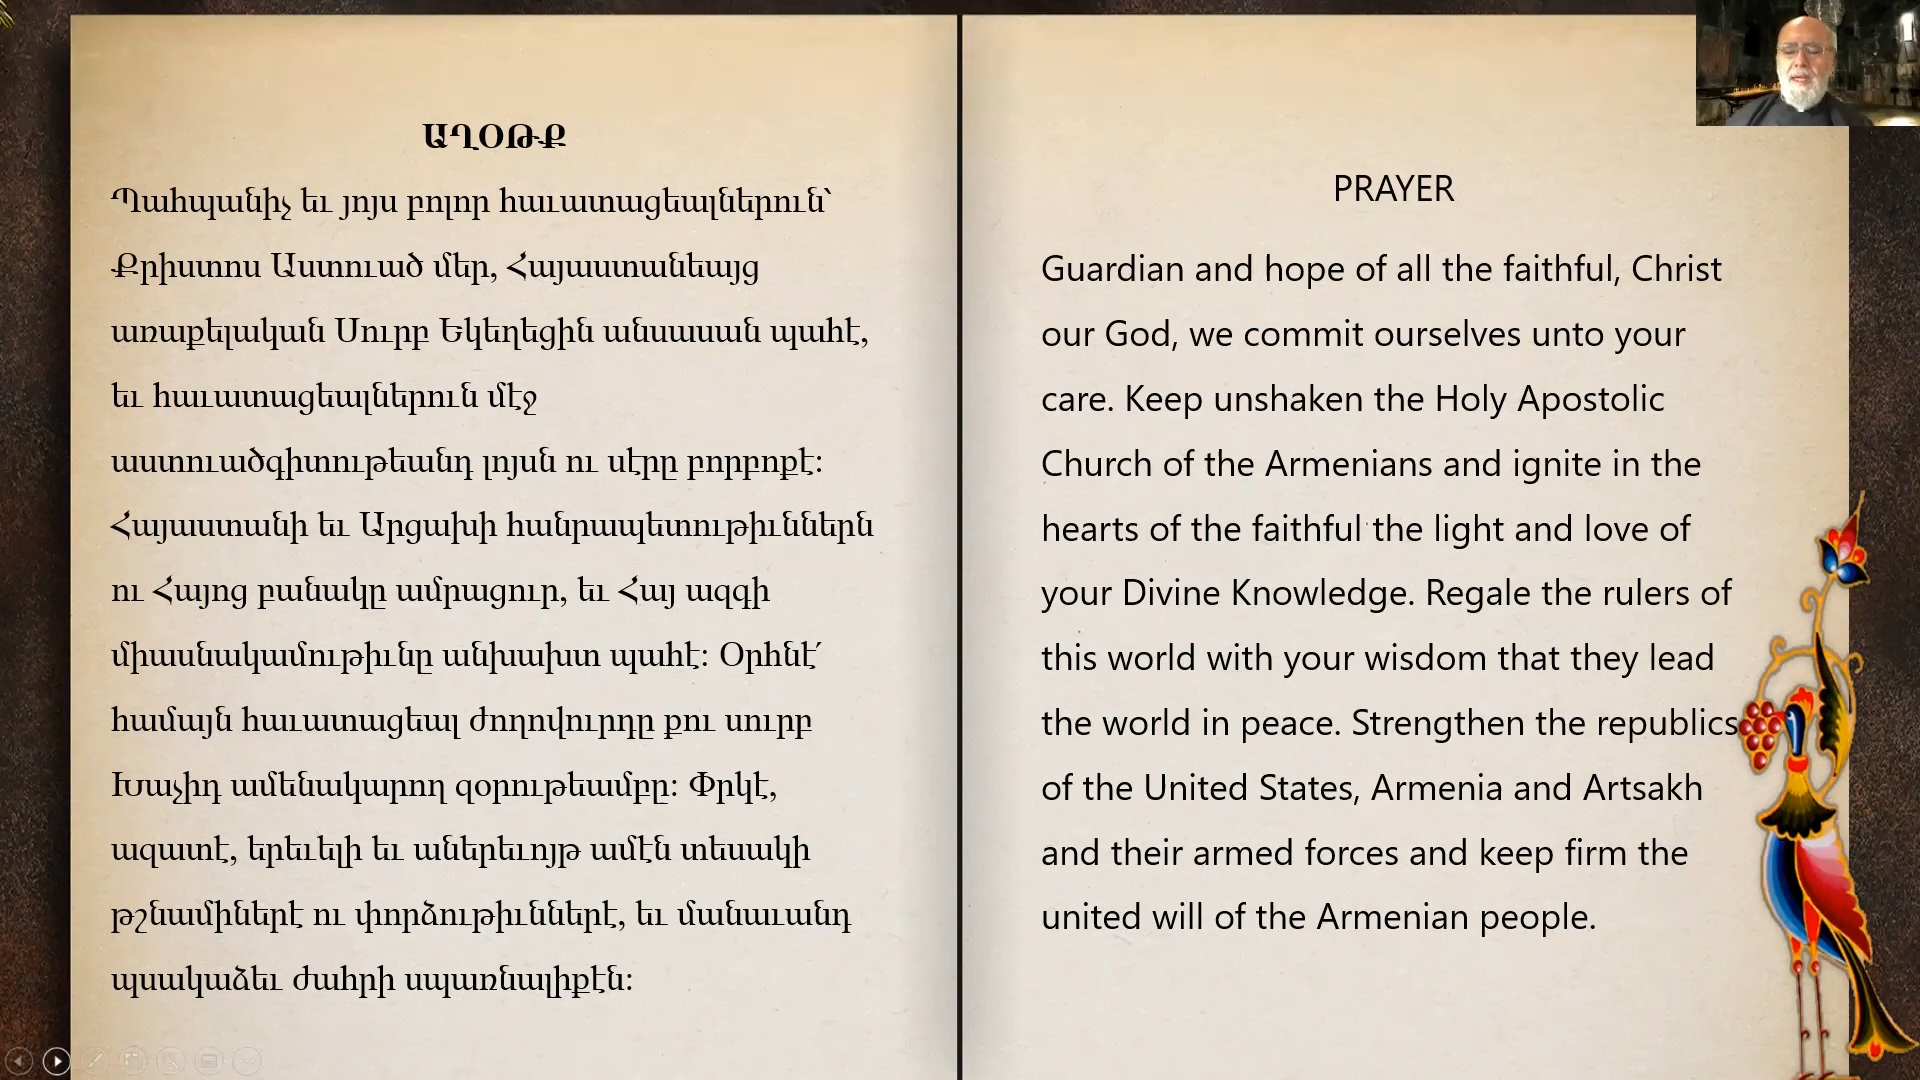 ԱՂՕԹՔ
Պահպանիչ եւ յոյս բոլոր հաւատացեալներուն՝
Քրիստոս Աստուած մեր, Հայաստանեայց
առաքելական Սուրբ Եկեղեցին անսասան պահէ,
եւ հաւատացեալներուն մէջ
աստուածգիտութեանդ լոյսն ու սէրը բորբոքէ։
Հայաստանի եւ Արցախի հանրապետութիւններն
ու Հայոց բանակը ամրացուր, եւ Հայ ազգի
միասնակամութիւնը անխախտ պահէ։ Օրհնէ՛
համայն հաւատացեալ ժողովուրդը քու սուրբ
Խաչիդ ամենակարող զօրութեամբը։ Փրկէ,
ազատէ, երեւելի եւ աներեւոյթ ամէն տեսակի
թշնամիներէ ու փորձութիւններէ, եւ մանաւանդ
պսակաձեւ ժահրի սպառնալիքէն։
PRAYER
Guardian and hope of all the faithful, Christ
our God, we commit ourselves unto your
care. Keep unshaken the Holy Apostolic
Church of the Armenians and ignite in the
hearts of the faithful the light and love of
your Divine Knowledge. Regale the rulers of
this world with your wisdom that they lead
the world in peace. Strengthen the republics
of the United States, Armenia and Artsakh
and their armed forces and keep firm the
united will of the Armenian people.